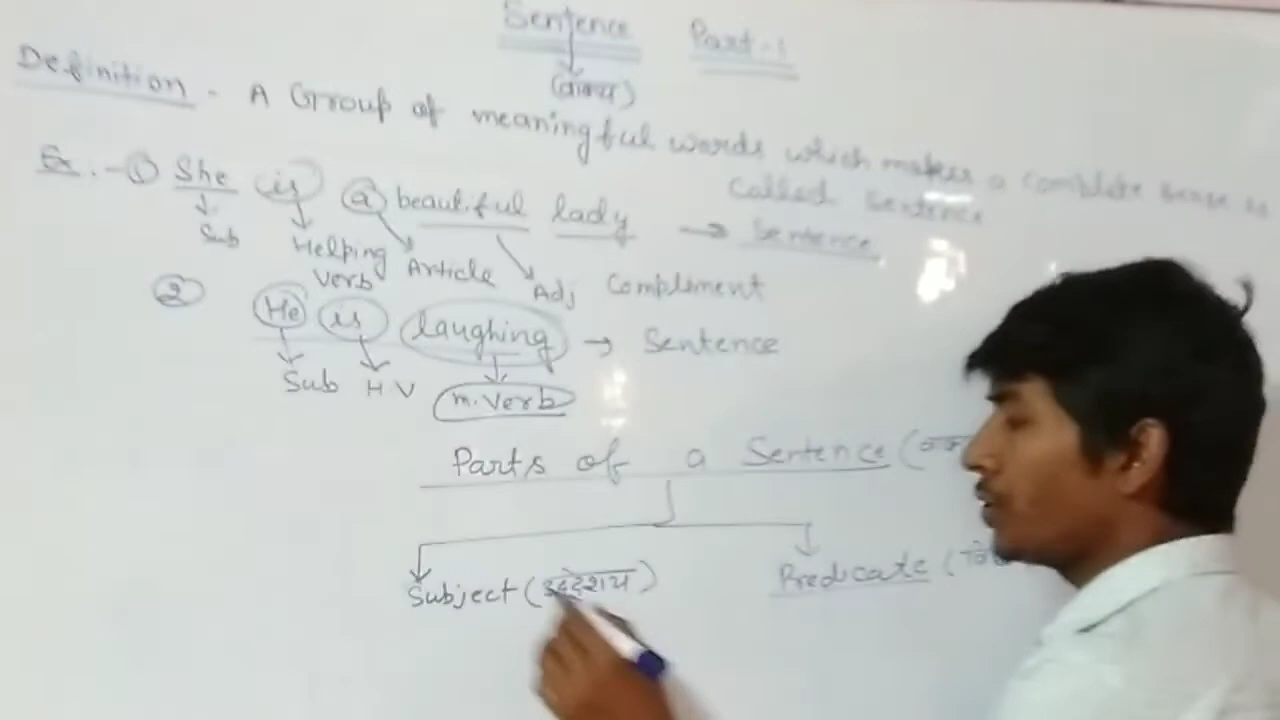 Sentence Part-1
(वाक्य)
Definition - A Group of meaningful words which makes a complete sense is
called Sentence
Ex. - ① She is a beautiful lady → Sentence
Sub Helping Verb Article Adj Compliment
② He is laughing → Sentence
Sub H V m. Verb
Parts of a Sentence (
Subject (उद्देश्य) Predicate (